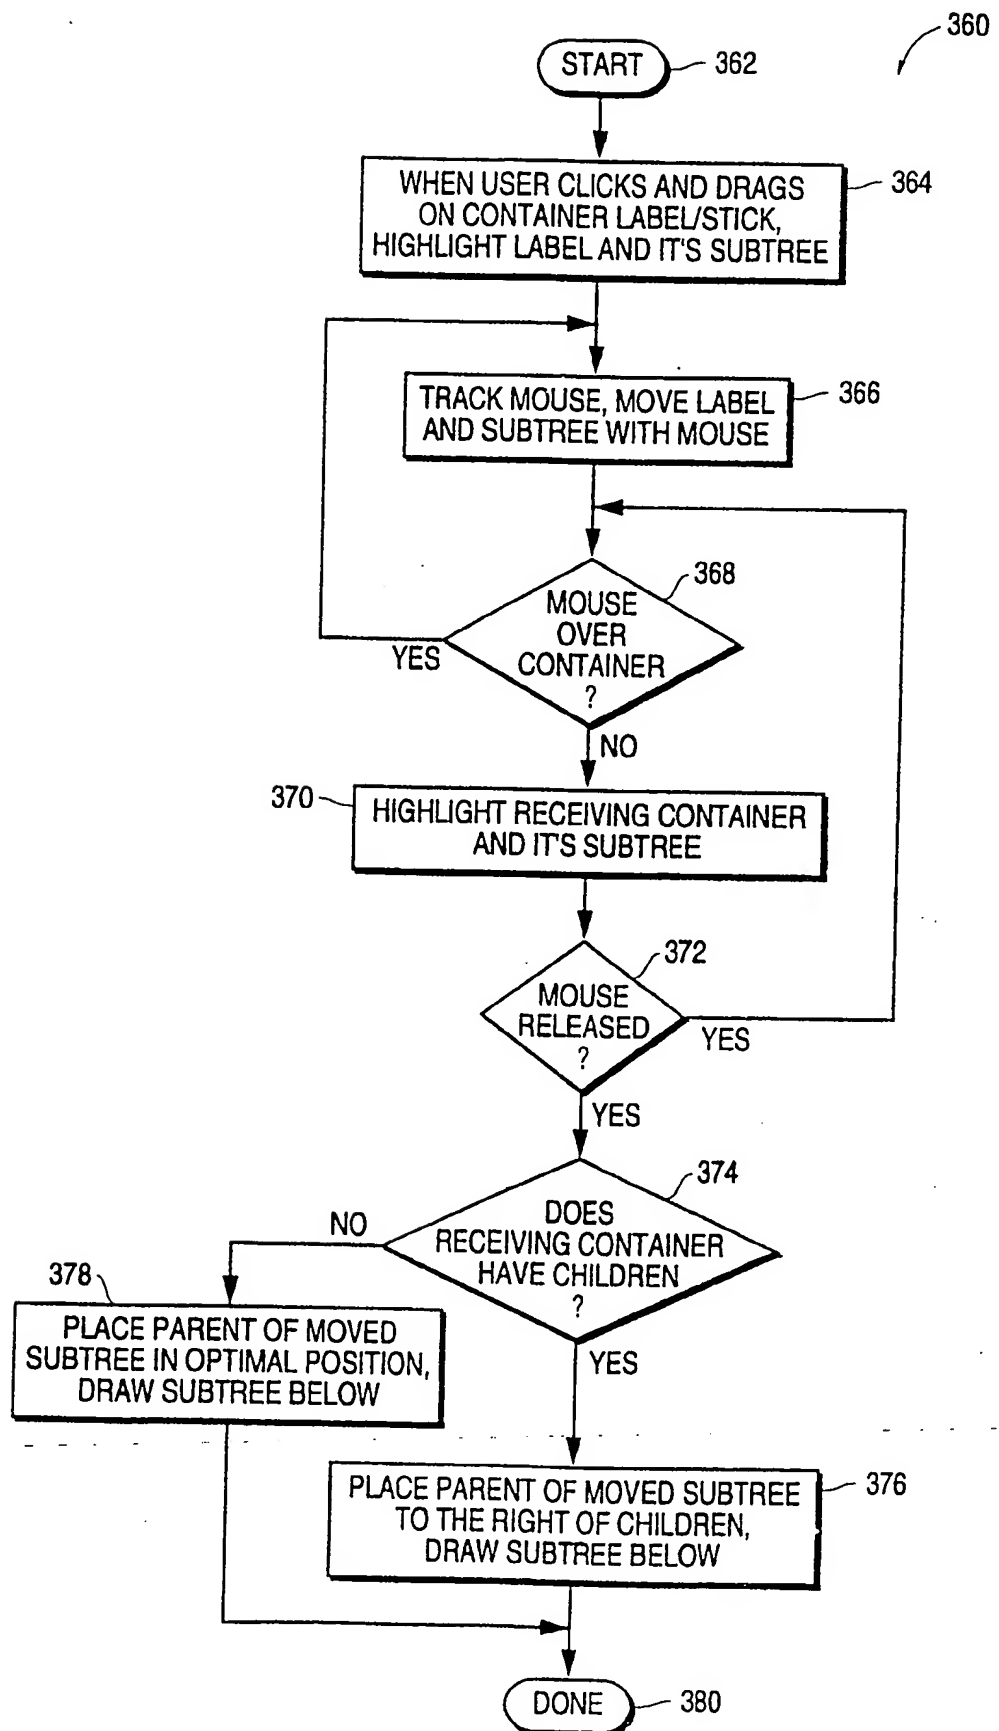 360
START
362
WHEN USER CLICKS AND DRAGS
ON CONTAINER LABEL/STICK,
HIGHLIGHT LABEL AND IT'S SUBTREE
364
TRACK MOUSE, MOVE LABEL
AND SUBTREE WITH MOUSE
366
368
MOUSE
OVER
CONTAINER
?
YES
NO
370
HIGHLIGHT RECEIVING CONTAINER
AND IT'S SUBTREE
372
MOUSE
RELEASED
?
YES
YES
374
DOES
RECEIVING CONTAINER
HAVE CHILDREN
?
NO
YES
378
PLACE PARENT OF MOVED
SUBTREE IN OPTIMAL POSITION,
DRAW SUBTREE BELOW
376
PLACE PARENT OF MOVED SUBTREE
TO THE RIGHT OF CHILDREN,
DRAW SUBTREE BELOW
DONE
380